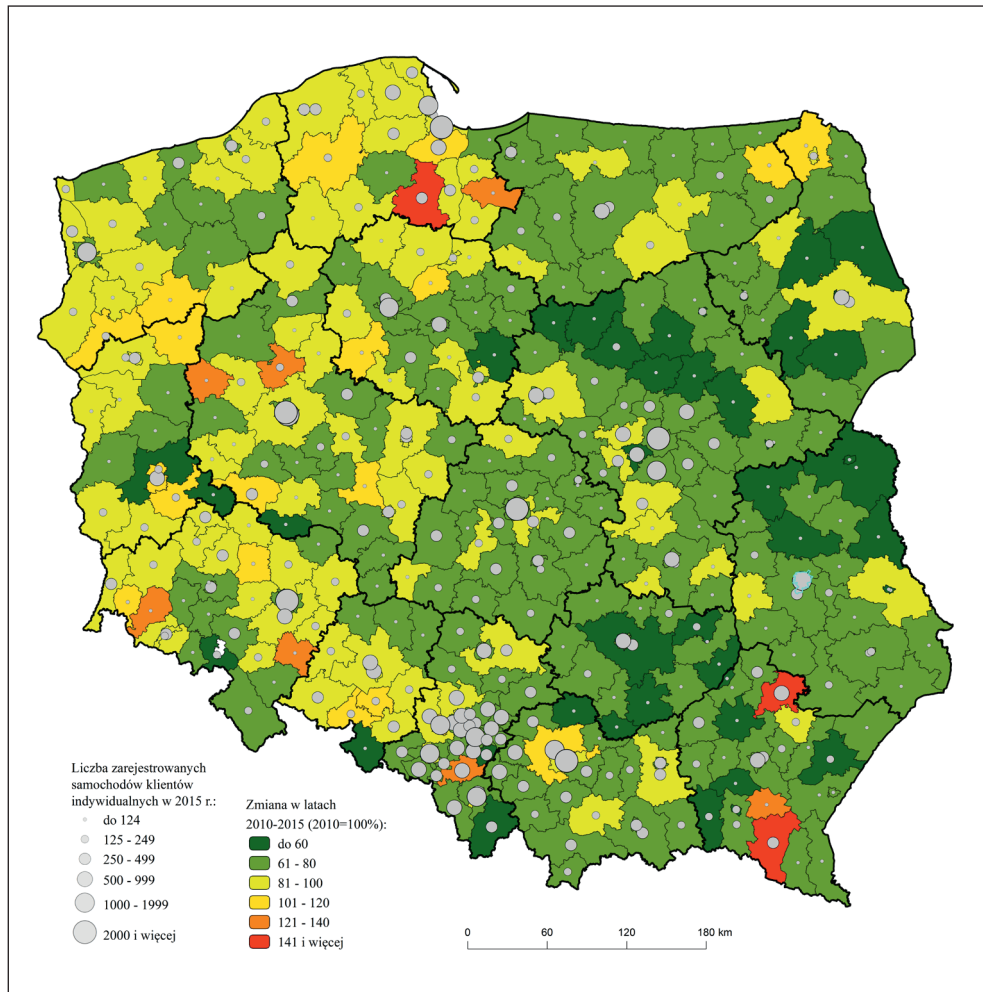 Liczba zarejestrowanych
samochodów klientów
indywidualnych w 2015 r.:
do 124
125 - 249
250 - 499
500 - 999
1000 - 1999
2000 i więcej
Zmiana w latach
2010-2015 (2010=100%):
do 60
61 - 80
81 - 100
101 - 120
121 - 140
141 i więcej
0 60 120 180 km